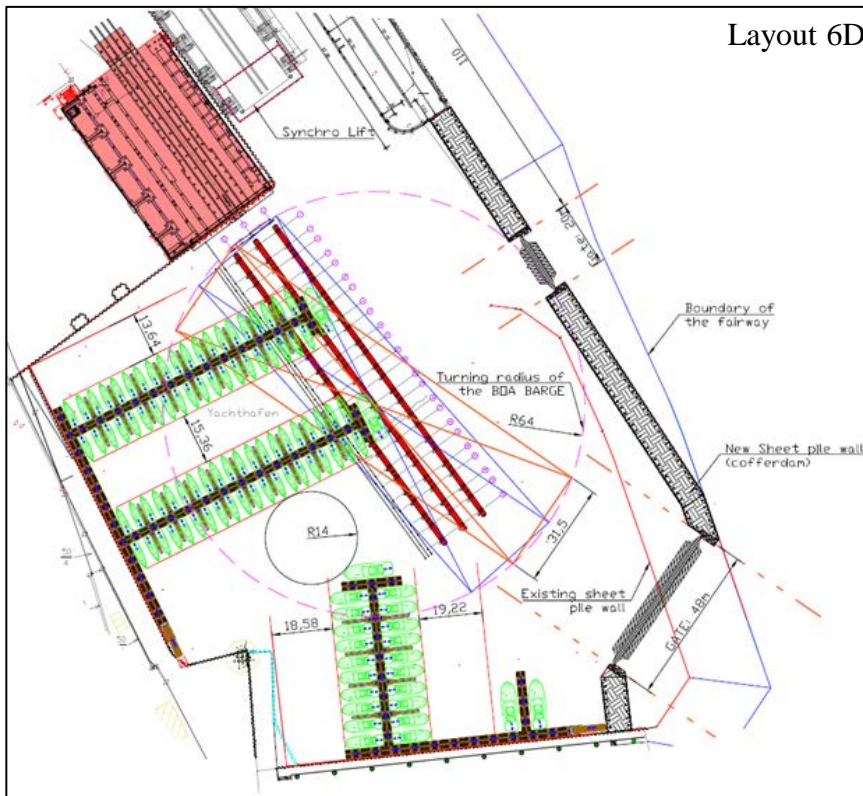 Layout 6D
110
Synchro Lift
Gate: 20m
Boundary of
the fairway
13,64
Turning radius of
the BOA BARGE
Yachthafen
R64
15,36
New Sheet pile wall
(cofferdam)
R14
31,5
Existing sheet
pile wall
GATE: 48m
18,58
19,22